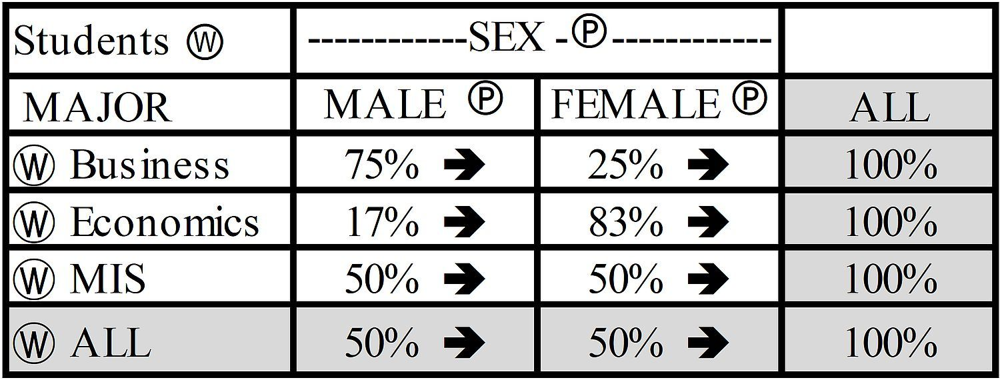 Students Ⓦ ------------SEX -Ⓟ------------
MAJOR MALE Ⓟ FEMALE Ⓟ ALL
Ⓦ Business 75% ➔ 25% ➔ 100%
Ⓦ Economics 17% ➔ 83% ➔ 100%
Ⓦ MIS 50% ➔ 50% ➔ 100%
Ⓦ ALL 50% ➔ 50% ➔ 100%